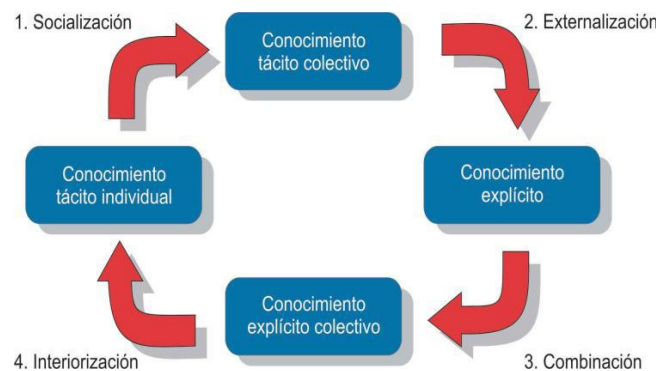 1. Socialización
Conocimiento
tácito colectivo
2. Externalización
Conocimiento
tácito individual
Conocimiento
explícito
Conocimiento
explícito colectivo
4. Interiorización
3. Combinación